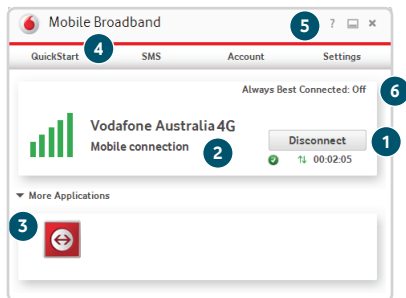 Mobile Broadband
5
?
QuickStart
4
SMS
Account
Settings
Always Best Connected: Off
6
Vodafone Australia 4G
Mobile connection
2
Disconnect
1
00:02:05
More Applications
3